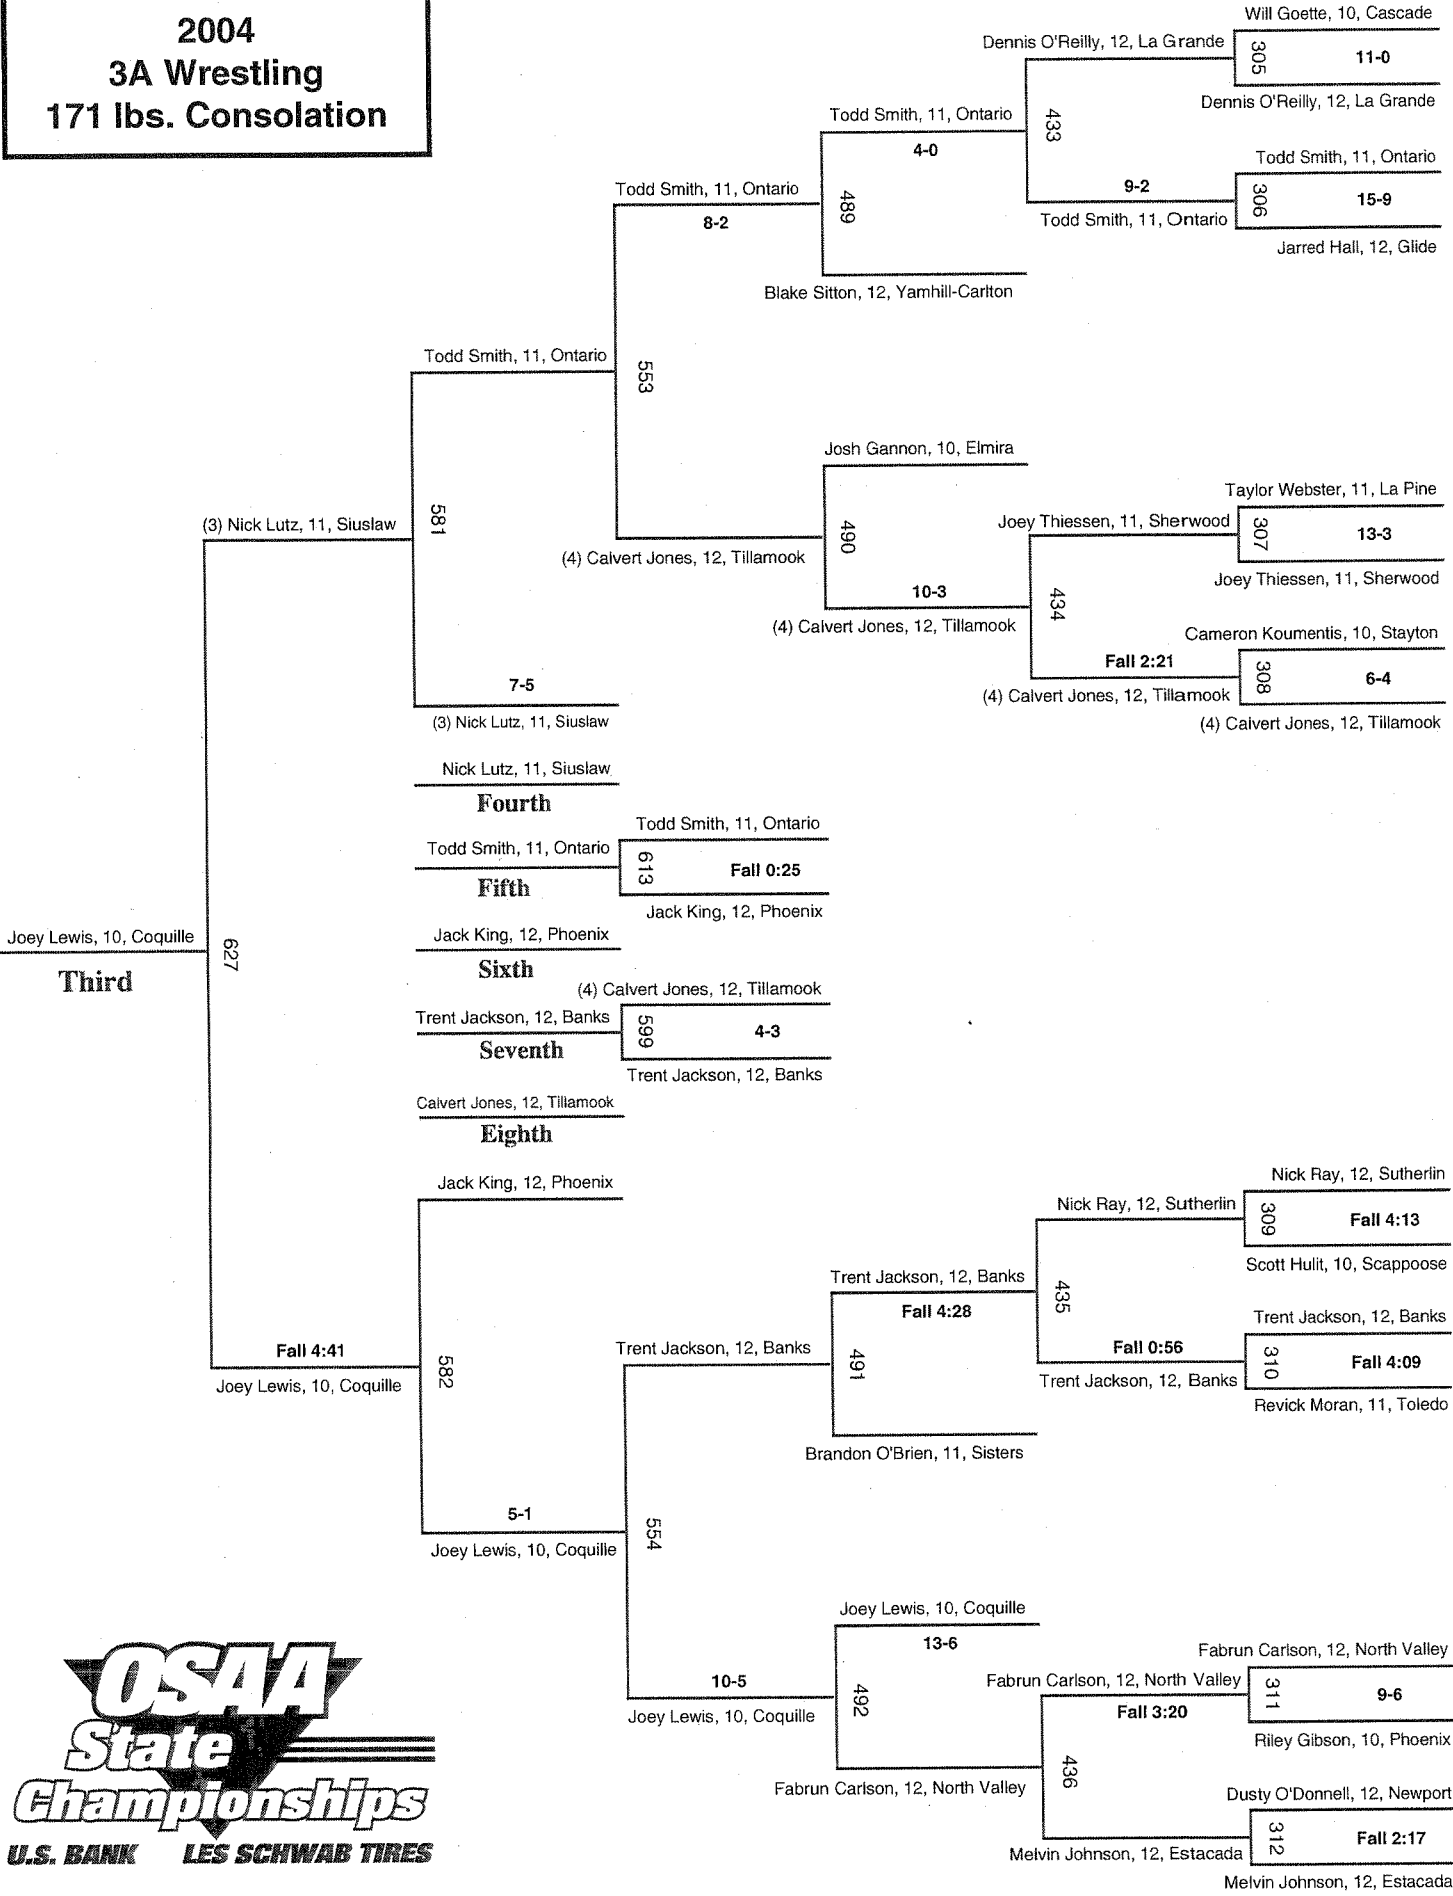 2004
3A Wrestling
171 lbs. Consolation
Will Goette, 10, Cascade
Dennis O'Reilly, 12, La Grande
305
11-0
Dennis O'Reilly, 12, La Grande
Todd Smith, 11, Ontario
433
4-0
Todd Smith, 11, Ontario
9-2
306
15-9
Todd Smith, 11, Ontario
Jarred Hall, 12, Glide
Todd Smith, 11, Ontario
8-2
489
Blake Sitton, 12, Yamhill-Carlton
Todd Smith, 11, Ontario
553
Josh Gannon, 10, Elmira
Taylor Webster, 11, La Pine
Joey Thiessen, 11, Sherwood
307
13-3
Joey Thiessen, 11, Sherwood
(3) Nick Lutz, 11, Siuslaw
581
490
(4) Calvert Jones, 12, Tillamook
10-3
434
(4) Calvert Jones, 12, Tillamook
Cameron Koumentis, 10, Stayton
Fall 2:21
308
6-4
(4) Calvert Jones, 12, Tillamook
(4) Calvert Jones, 12, Tillamook
7-5
(3) Nick Lutz, 11, Siuslaw
Nick Lutz, 11, Siuslaw
Fourth
Todd Smith, 11, Ontario
Todd Smith, 11, Ontario
613
Fall 0:25
Fifth
Jack King, 12, Phoenix
Jack King, 12, Phoenix
Sixth
Joey Lewis, 10, Coquille
627
Third
(4) Calvert Jones, 12, Tillamook
Trent Jackson, 12, Banks
599
4-3
Seventh
Trent Jackson, 12, Banks
Calvert Jones, 12, Tillamook
Eighth
Jack King, 12, Phoenix
Nick Ray, 12, Sutherlin
Nick Ray, 12, Sutherlin
309
Fall 4:13
Scott Hulit, 10, Scappoose
Trent Jackson, 12, Banks
435
Fall 4:28
Trent Jackson, 12, Banks
Fall 0:56
310
Fall 4:09
Trent Jackson, 12, Banks
Revick Moran, 11, Toledo
Trent Jackson, 12, Banks
491
Fall 4:41
582
Joey Lewis, 10, Coquille
Brandon O'Brien, 11, Sisters
5-1
554
Joey Lewis, 10, Coquille
Joey Lewis, 10, Coquille
13-6
Fabrun Carlson, 12, North Valley
Fabrun Carlson, 12, North Valley
311
9-6
Fall 3:20
Riley Gibson, 10, Phoenix
10-5
492
Joey Lewis, 10, Coquille
436
Fabrun Carlson, 12, North Valley
Dusty O'Donnell, 12, Newport
312
Fall 2:17
Melvin Johnson, 12, Estacada
Melvin Johnson, 12, Estacada
OSAA
State
Championships
U.S. BANK LES SCHWAB TIRES